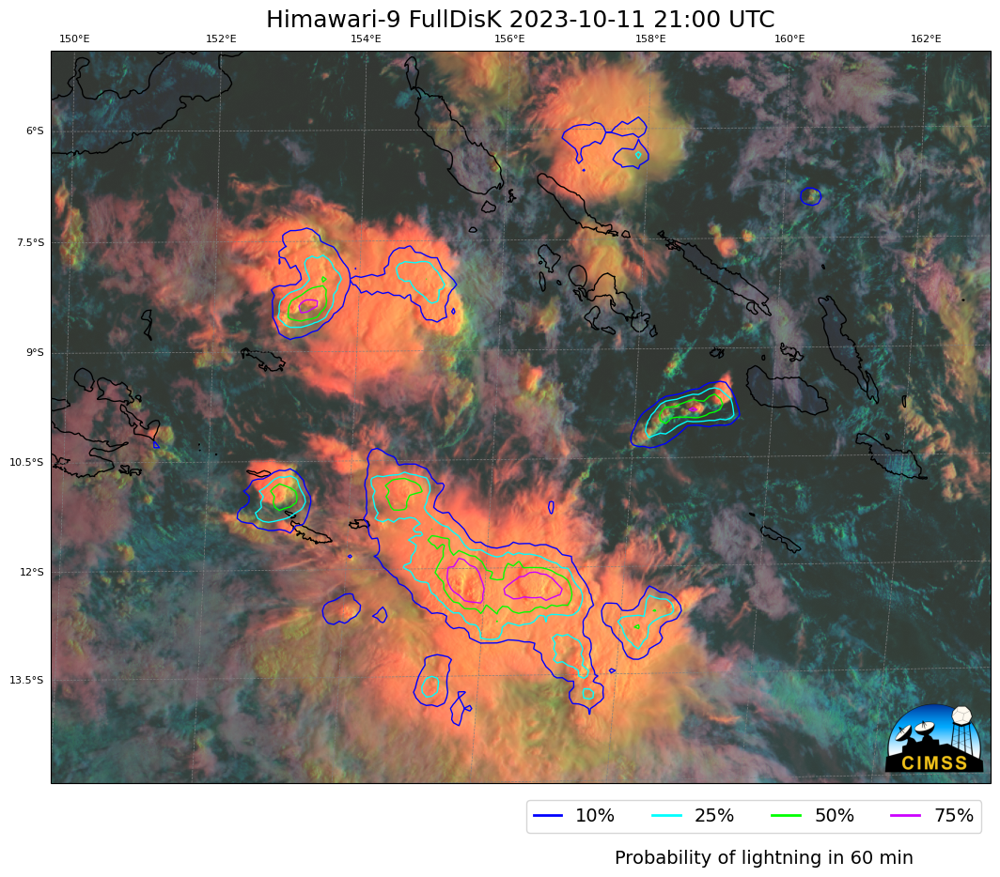 Himawari-9 FullDisK 2023-10-11 21:00 UTC
150°E 152°E 154°E 156°E 158°E 160°E 162°E
6°S
7.5°S
9°S
10.5°S
12°S
13.5°S
CIMSS
10% 25% 50% 75%
Probability of lightning in 60 min